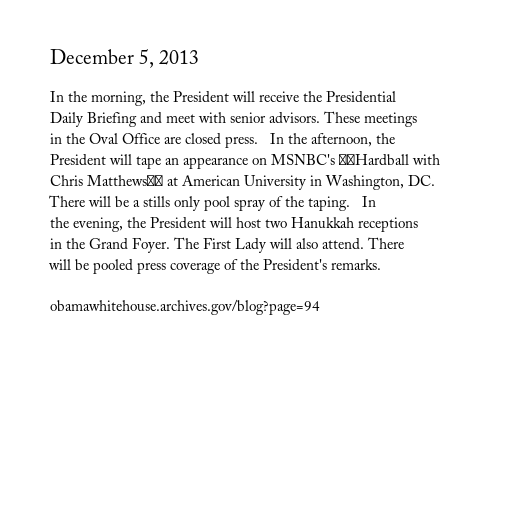 December 5, 2013
In the morning, the President will receive the Presidential
Daily Briefing and meet with senior advisors. These meetings
in the Oval Office are closed press.   In the afternoon, the
President will tape an appearance on MSNBC's Hardball with
Chris Matthews at American University in Washington, DC.
There will be a stills only pool spray of the taping.   In
the evening, the President will host two Hanukkah receptions
in the Grand Foyer. The First Lady will also attend. There
will be pooled press coverage of the President's remarks.
obamawhitehouse.archives.gov/blog?page=94